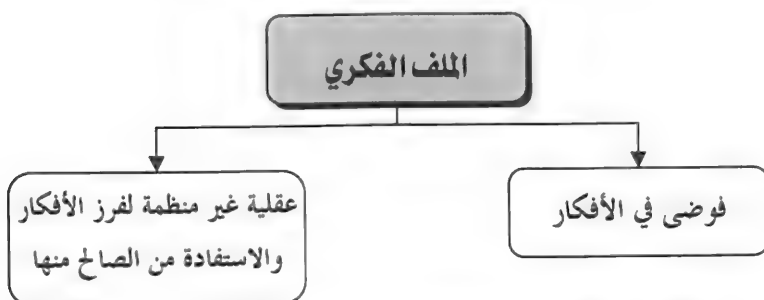 الملف الفكري
فوضى في الأفكار
عقلية غير منظمة لفرز الأفكار
والاستفادة من الصالح منها